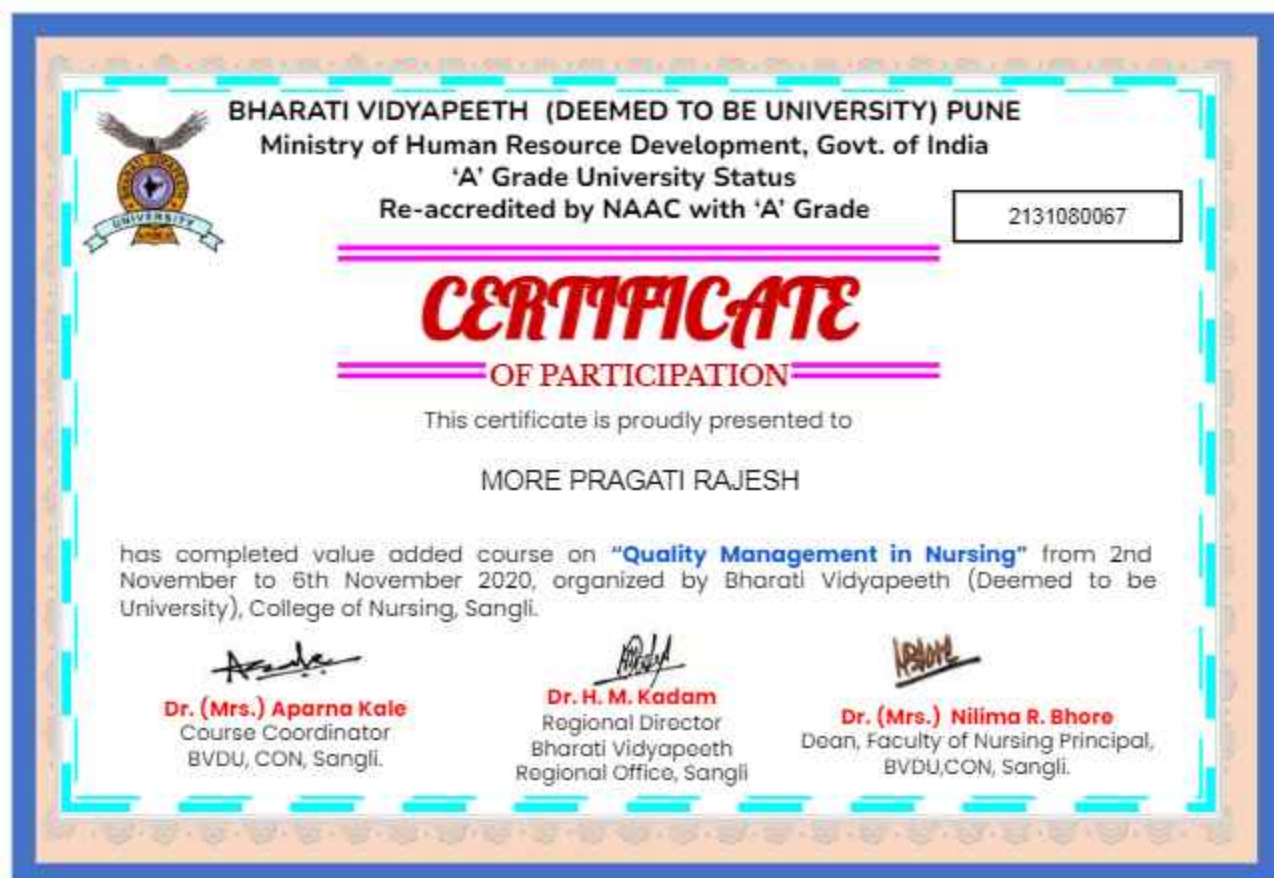 BHARATI VIDYAPEETH (DEEMED TO BE UNIVERSITY) PUNE
Ministry of Human Resource Development, Govt. of India
‘A’ Grade University Status
Re-accredited by NAAC with ‘A’ Grade
2131080067
BHARATI VIDYAPEETH
UNIVERSITY
CERTIFICATE
OF PARTICIPATION
This certificate is proudly presented to
MORE PRAGATI RAJESH
has completed value added course on “Quality Management in Nursing” from 2nd
November to 6th November 2020, organized by Bharati Vidyapeeth (Deemed to be
University), College of Nursing, Sangli.
Dr. (Mrs.) Aparna Kale
Course Coordinator
BVDU, CON, Sangli.
Dr. H. M. Kadam
Regional Director
Bharati Vidyapeeth
Regional Office, Sangli
Dr. (Mrs.) Nilima R. Bhore
Dean, Faculty of Nursing Principal,
BVDU,CON, Sangli.